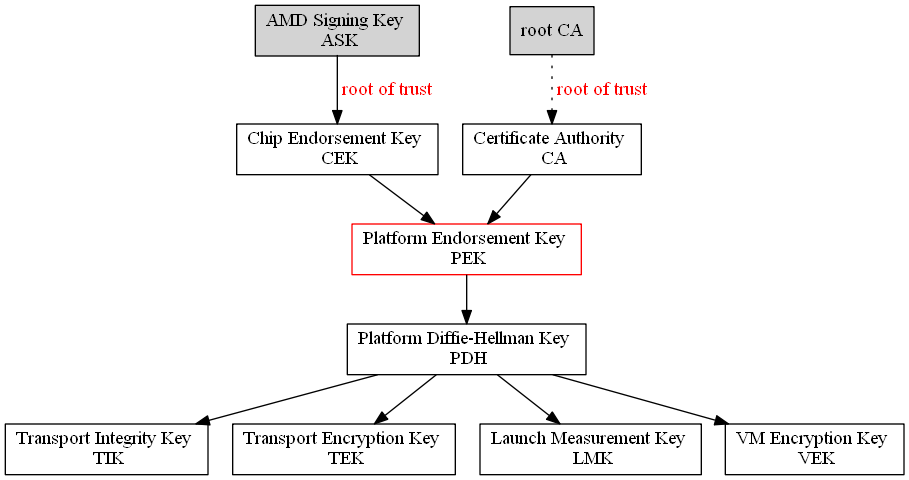 AMD Signing Key
ASK
root CA
root of trust
root of trust
Chip Endorsement Key
CEK
Certificate Authority
CA
Platform Endorsement Key
PEK
Platform Diffie-Hellman Key
PDH
Transport Integrity Key
TIK
Transport Encryption Key
TEK
Launch Measurement Key
LMK
VM Encryption Key
VEK